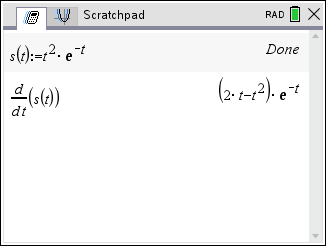 Scratchpad RAD
s(t):=t²·e⁻ᵗ Done
d/dt(s(t)) (2·t−t²)·e⁻ᵗ